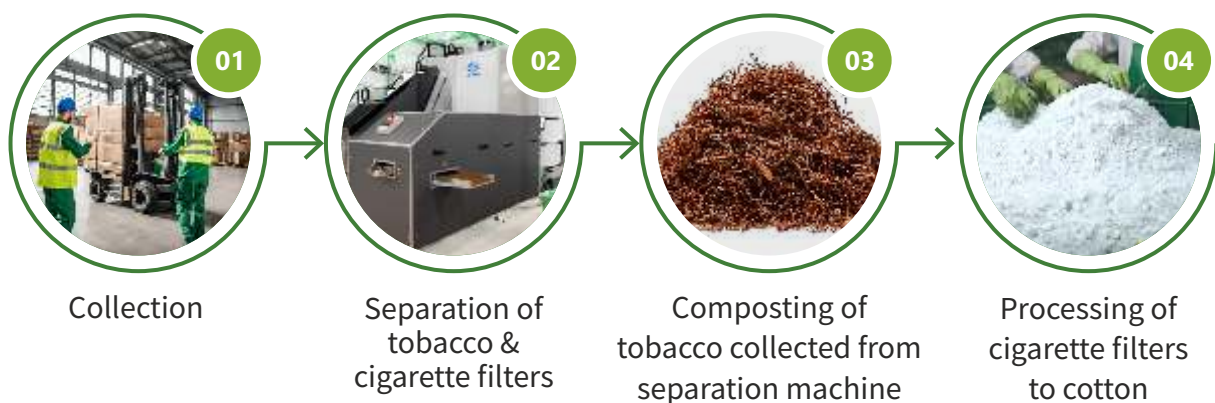 01
02
03
04
Collection
Separation of
tobacco &
cigarette filters
Composting of
tobacco collected from
separation machine
Processing of
cigarette filters
to cotton